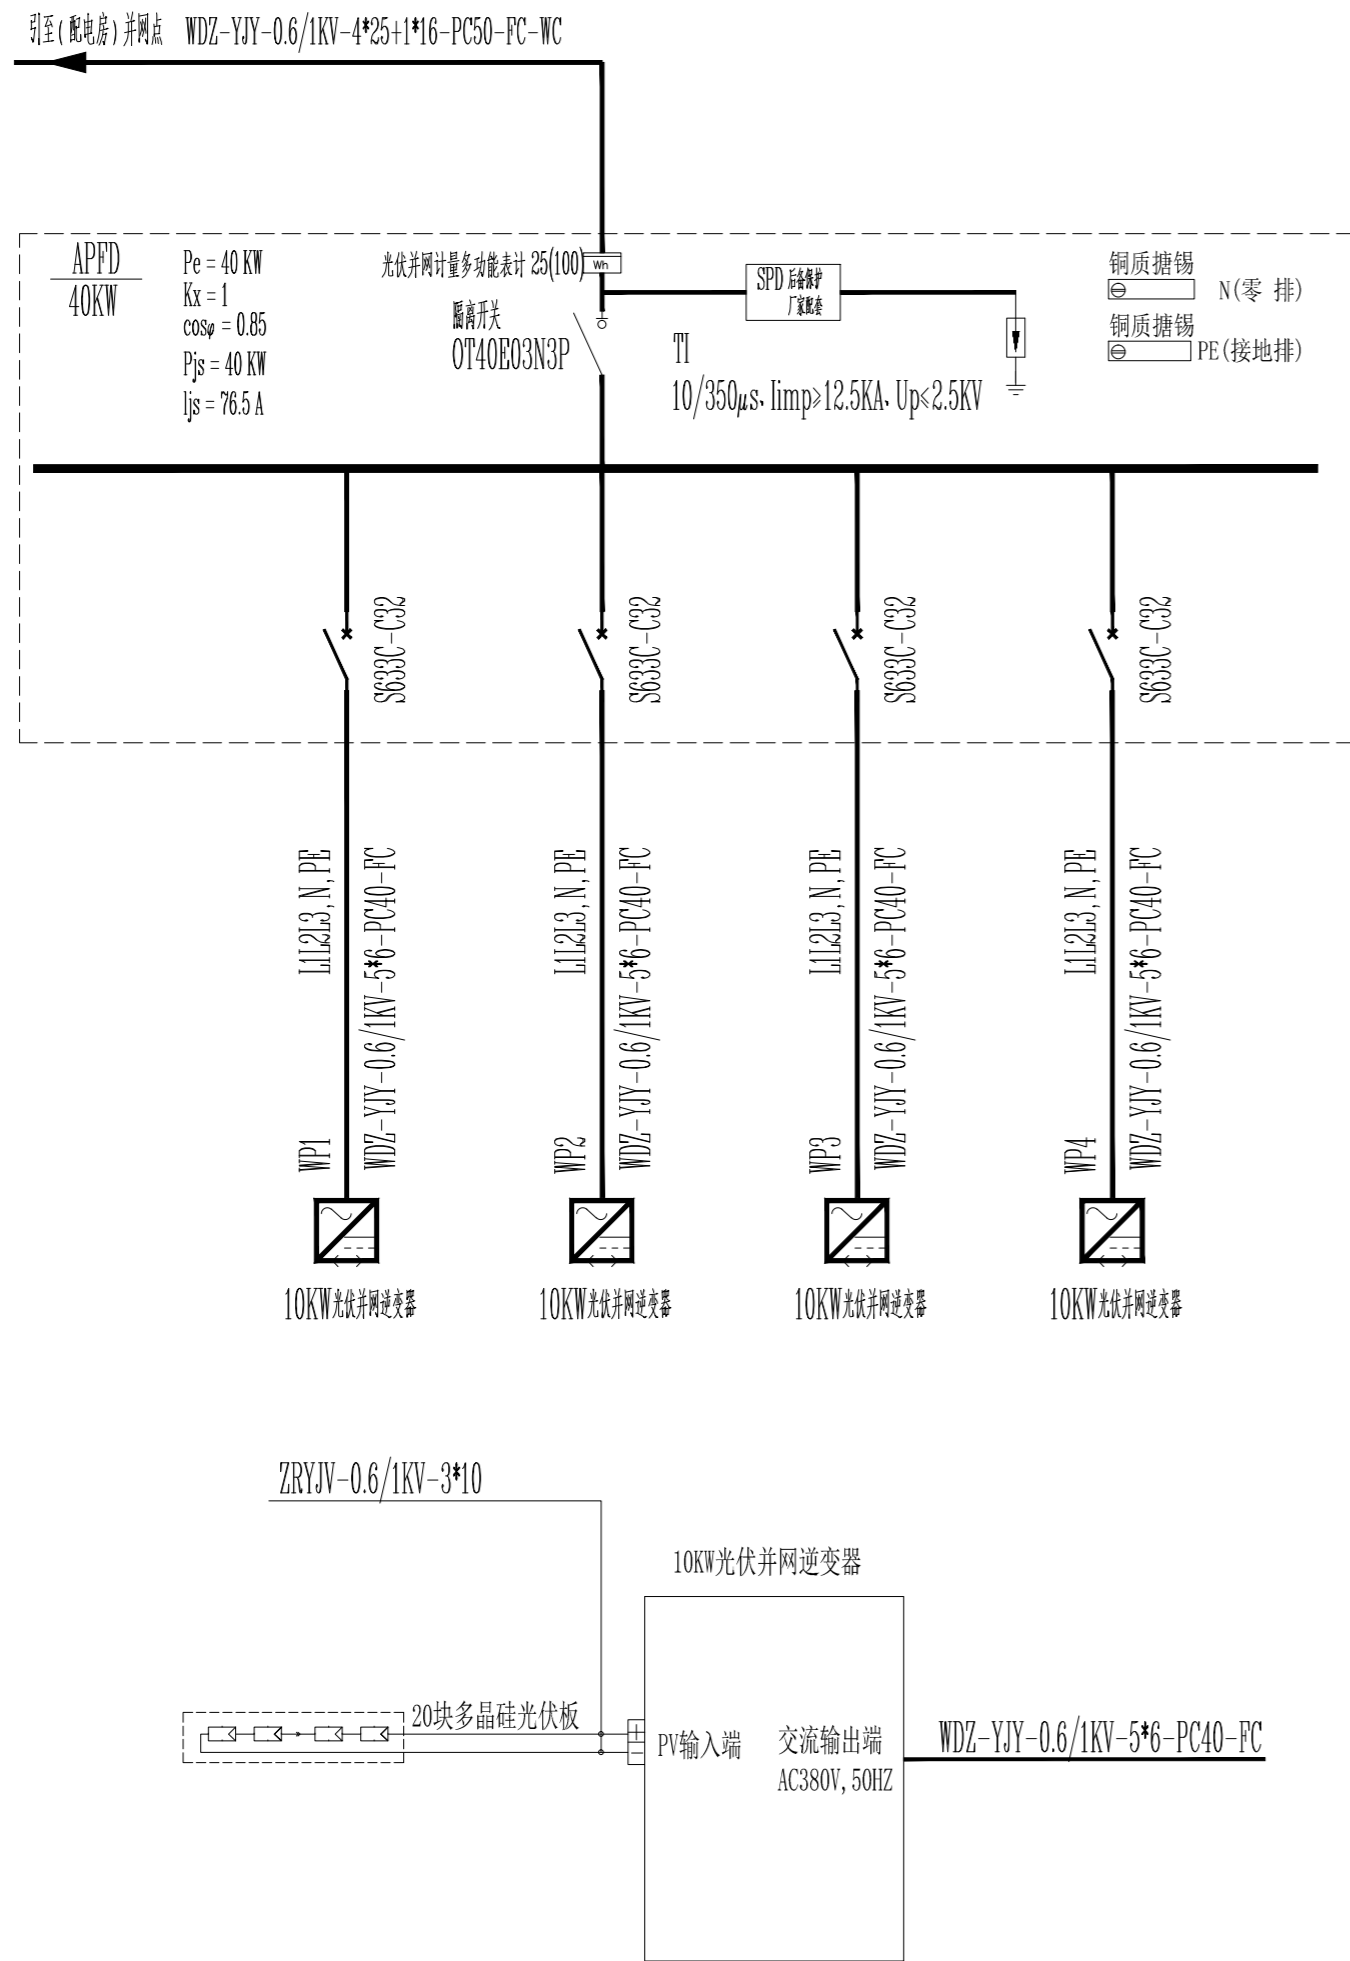 引至(配电房)并网点 WDZ-YJY-0.6/1KV-4*25+1*16-PC50-FC-WC
APFD
40KW
Pe = 40 KW
Kx = 1
cosφ = 0.85
Pjs = 40 KW
Ijs = 76.5 A
光伏并网计量多功能表计 25(100)
Wh
隔离开关
OT40E03N3P
SPD 后备保护
厂家配套
TI
10/350μs、Iimp≥12.5KA、Up≤2.5KV
铜质搪锡
N(零 排)
铜质搪锡
PE(接地排)
S633C-C32
S633C-C32
S633C-C32
S633C-C32
L1L2L3,N,PE
WDZ-YJY-0.6/1KV-5*6-PC40-FC
L1L2L3,N,PE
WDZ-YJY-0.6/1KV-5*6-PC40-FC
L1L2L3,N,PE
WDZ-YJY-0.6/1KV-5*6-PC40-FC
L1L2L3,N,PE
WDZ-YJY-0.6/1KV-5*6-PC40-FC
WP1
WP2
WP3
WP4
10KW光伏并网逆变器
10KW光伏并网逆变器
10KW光伏并网逆变器
10KW光伏并网逆变器
ZRYJV-0.6/1KV-3*10
10KW光伏并网逆变器
20块多晶硅光伏板
+
-
PV输入端
交流输出端
AC380V,50HZ
WDZ-YJY-0.6/1KV-5*6-PC40-FC